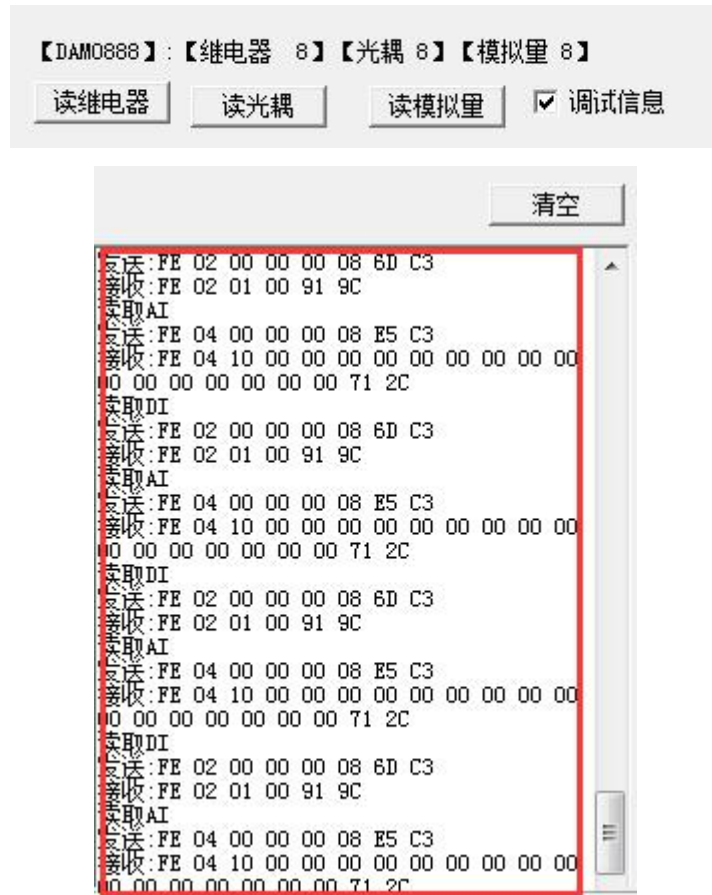 【DAM0888】:【继电器 8】【光耦 8】【模拟量 8】
读继电器 读光耦 读模拟量 调试信息
清空
发送:FE 02 00 00 00 08 6D C3
接收:FE 02 01 00 91 9C
读取AI
发送:FE 04 00 00 00 08 E5 C3
接收:FE 04 10 00 00 00 00 00 00 00 00 00
00 00 00 00 00 00 00 71 2C
读取DI
发送:FE 02 00 00 00 08 6D C3
接收:FE 02 01 00 91 9C
读取AI
发送:FE 04 00 00 00 08 E5 C3
接收:FE 04 10 00 00 00 00 00 00 00 00 00
00 00 00 00 00 00 00 71 2C
读取DI
发送:FE 02 00 00 00 08 6D C3
接收:FE 02 01 00 91 9C
读取AI
发送:FE 04 00 00 00 08 E5 C3
接收:FE 04 10 00 00 00 00 00 00 00 00 00
00 00 00 00 00 00 00 71 2C
读取DI
发送:FE 02 00 00 00 08 6D C3
接收:FE 02 01 00 91 9C
读取AI
发送:FE 04 00 00 00 08 E5 C3
接收:FE 04 10 00 00 00 00 00 00 00 00 00
00 00 00 00 00 00 00 71 2C